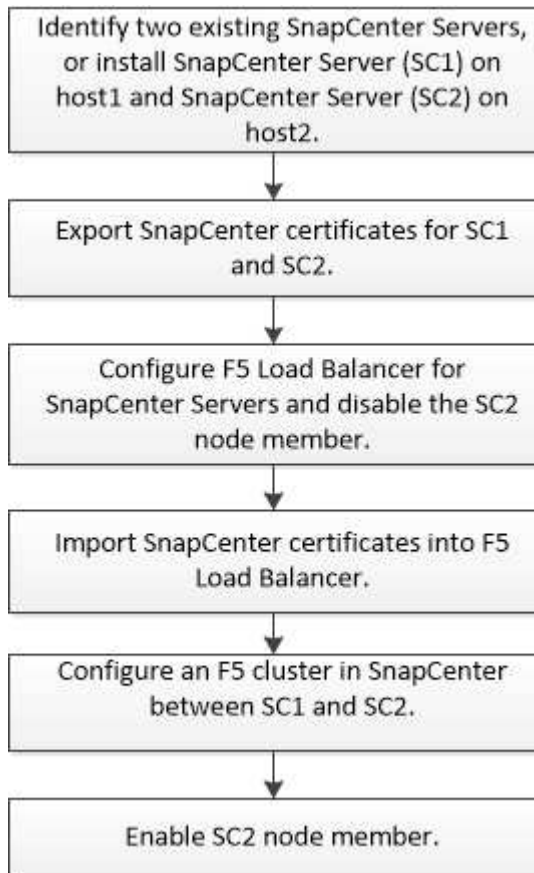 Identify two existing SnapCenter Servers,
or install SnapCenter Server (SC1) on
host1 and SnapCenter Server (SC2) on
host2.
Export SnapCenter certificates for SC1
and SC2.
Configure F5 Load Balancer for
SnapCenter Servers and disable the SC2
node member.
Import SnapCenter certificates into F5
Load Balancer.
Configure an F5 cluster in SnapCenter
between SC1 and SC2.
Enable SC2 node member.